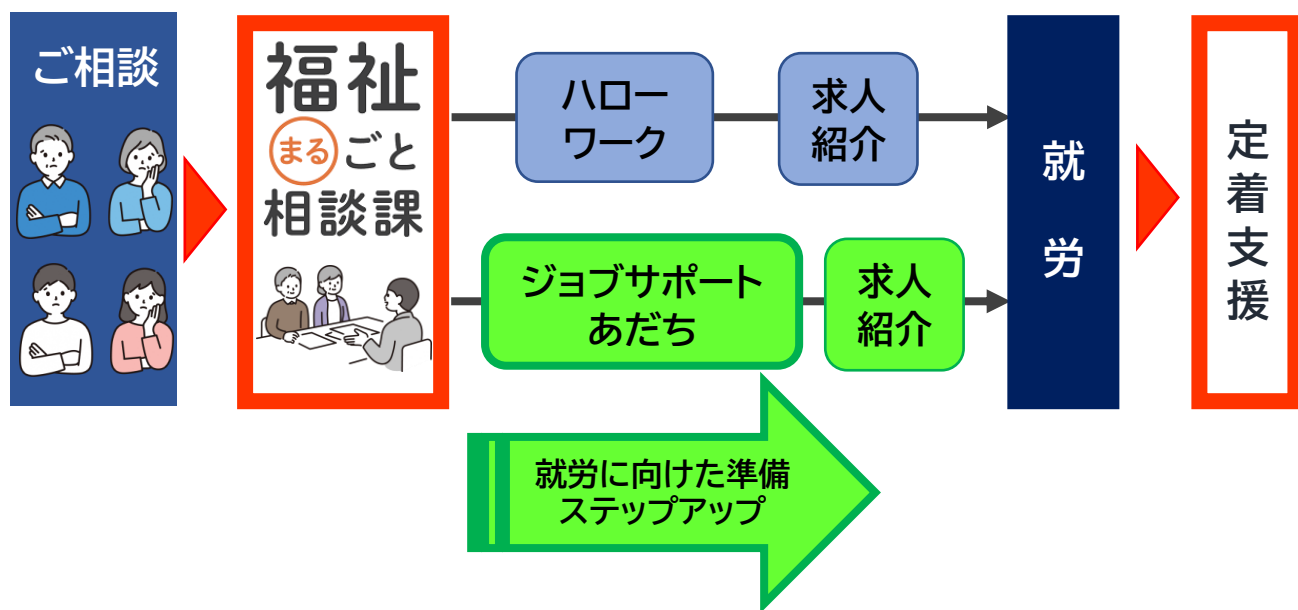 ご相談
福祉
まるごと
相談課
ハロー
ワーク
求人
紹介
ジョブサポート
あだち
求人
紹介
就労に向けた準備
ステップアップ
就労
定着支援